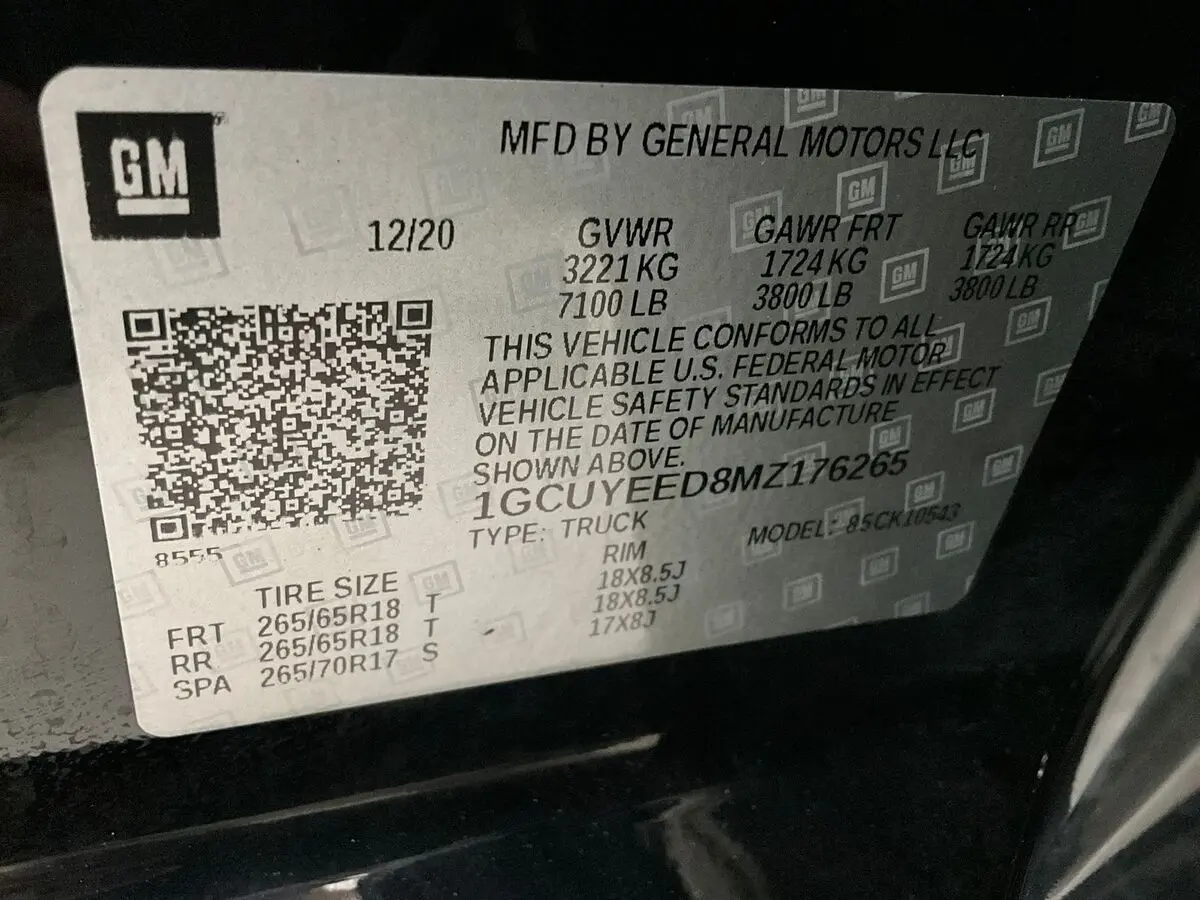 GM
MFD BY GENERAL MOTORS LLC
12/20 GVWR GAWR FRT GAWR RR
3221 KG 1724 KG 1724 KG
7100 LB 3800 LB 3800 LB
THIS VEHICLE CONFORMS TO ALL
APPLICABLE U.S. FEDERAL MOTOR
VEHICLE SAFETY STANDARDS IN EFFECT
ON THE DATE OF MANUFACTURE
SHOWN ABOVE.
1GCUYEED8MZ176265
TYPE: TRUCK MODEL: 85CK10543
8555
TIRE SIZE RIM
FRT 265/65R18 T 18X8.5J
RR 265/65R18 T 18X8.5J
SPA 265/70R17 S 17X8J